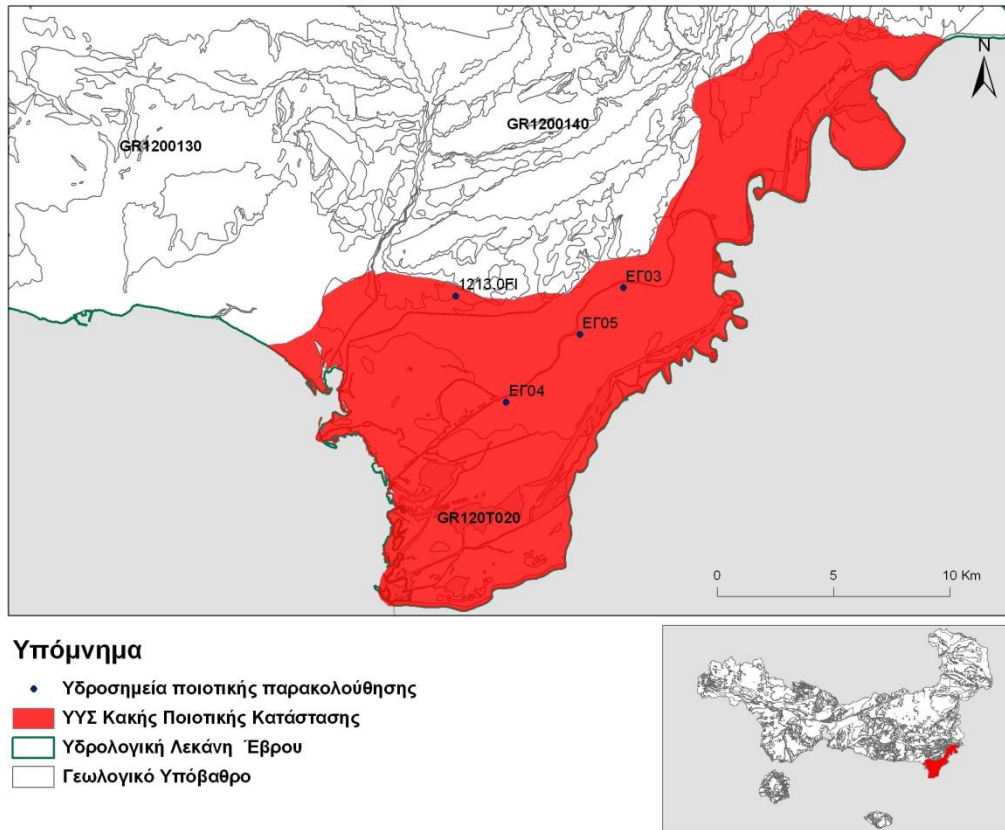 N
GR1200140
GR1200130
1213.0FI
ΕΓ03
ΕΓ05
ΕΓ04
GR120T020
0 5 10 Km
Υπόμνημα
Υδροσημεία ποιοτικής παρακολούθησης
ΥΥΣ Κακής Ποιοτικής Κατάστασης
Υδρολογική Λεκάνη Έβρου
Γεωλογικό Υπόβαθρο